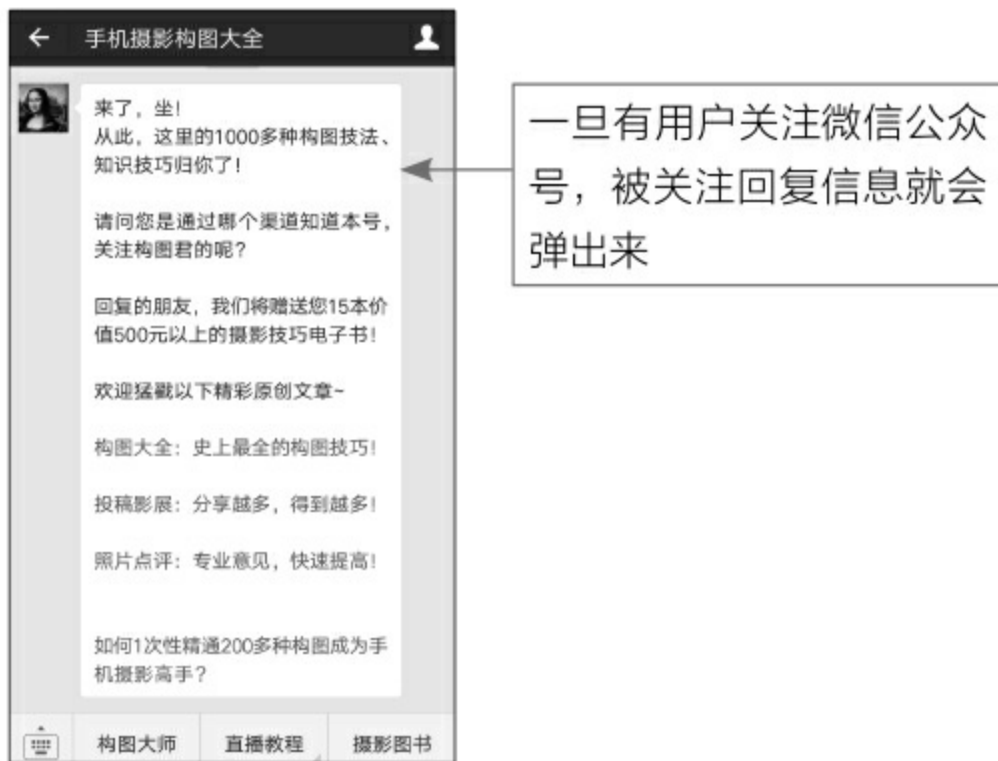 手机摄影构图大全
来了，坐！
从此，这里的1000多种构图技法、
知识技巧归你了！
请问您是通过哪个渠道知道本号，
关注构图君的呢？
回复的朋友，我们将赠送您15本价
值500元以上的摄影技巧电子书！
欢迎猛戳以下精彩原创文章~
构图大全：史上最全的构图技巧！
投稿影展：分享越多，得到越多！
照片点评：专业意见，快速提高！
如何1次性精通200多种构图成为手
机摄影高手？
构图大师
直播教程
摄影图书
一旦有用户关注微信公众
号，被关注回复信息就会
弹出来